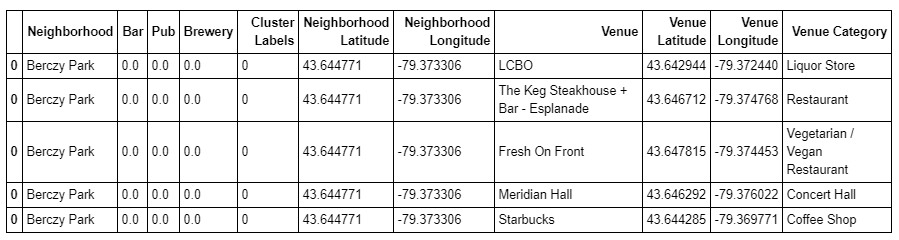 Neighborhood Bar Pub Brewery Cluster Labels Neighborhood Latitude Neighborhood Longitude Venue Venue Latitude Venue Longitude Venue Category
0 Berczy Park 0.0 0.0 0.0 0 43.644771 -79.373306 LCBO 43.642944 -79.372440 Liquor Store
0 Berczy Park 0.0 0.0 0.0 0 43.644771 -79.373306 The Keg Steakhouse + Bar - Esplanade 43.646712 -79.374768 Restaurant
0 Berczy Park 0.0 0.0 0.0 0 43.644771 -79.373306 Fresh On Front 43.647815 -79.374453 Vegetarian / Vegan Restaurant
0 Berczy Park 0.0 0.0 0.0 0 43.644771 -79.373306 Meridian Hall 43.646292 -79.376022 Concert Hall
0 Berczy Park 0.0 0.0 0.0 0 43.644771 -79.373306 Starbucks 43.644285 -79.369771 Coffee Shop